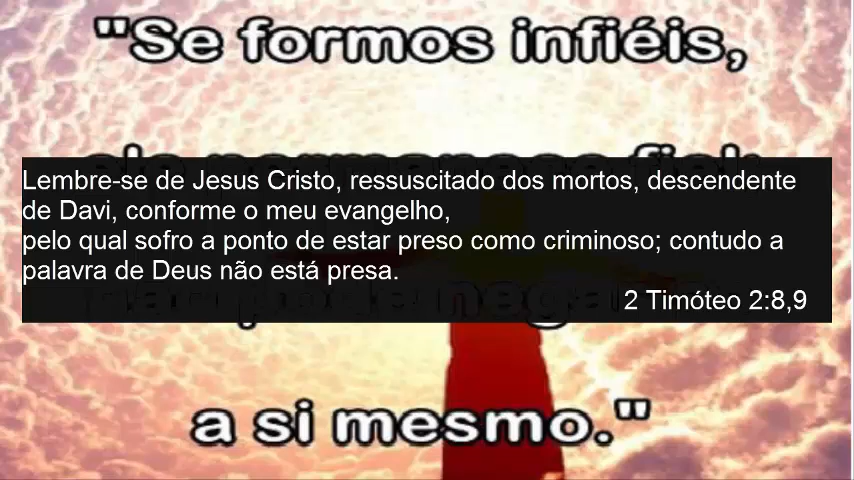 "Se formos infiéis,
Lembre-se de Jesus Cristo, ressuscitado dos mortos, descendente
de Davi, conforme o meu evangelho,
pelo qual sofro a ponto de estar preso como criminoso; contudo a
palavra de Deus não está presa.
2 Timóteo 2:8,9
a si mesmo."